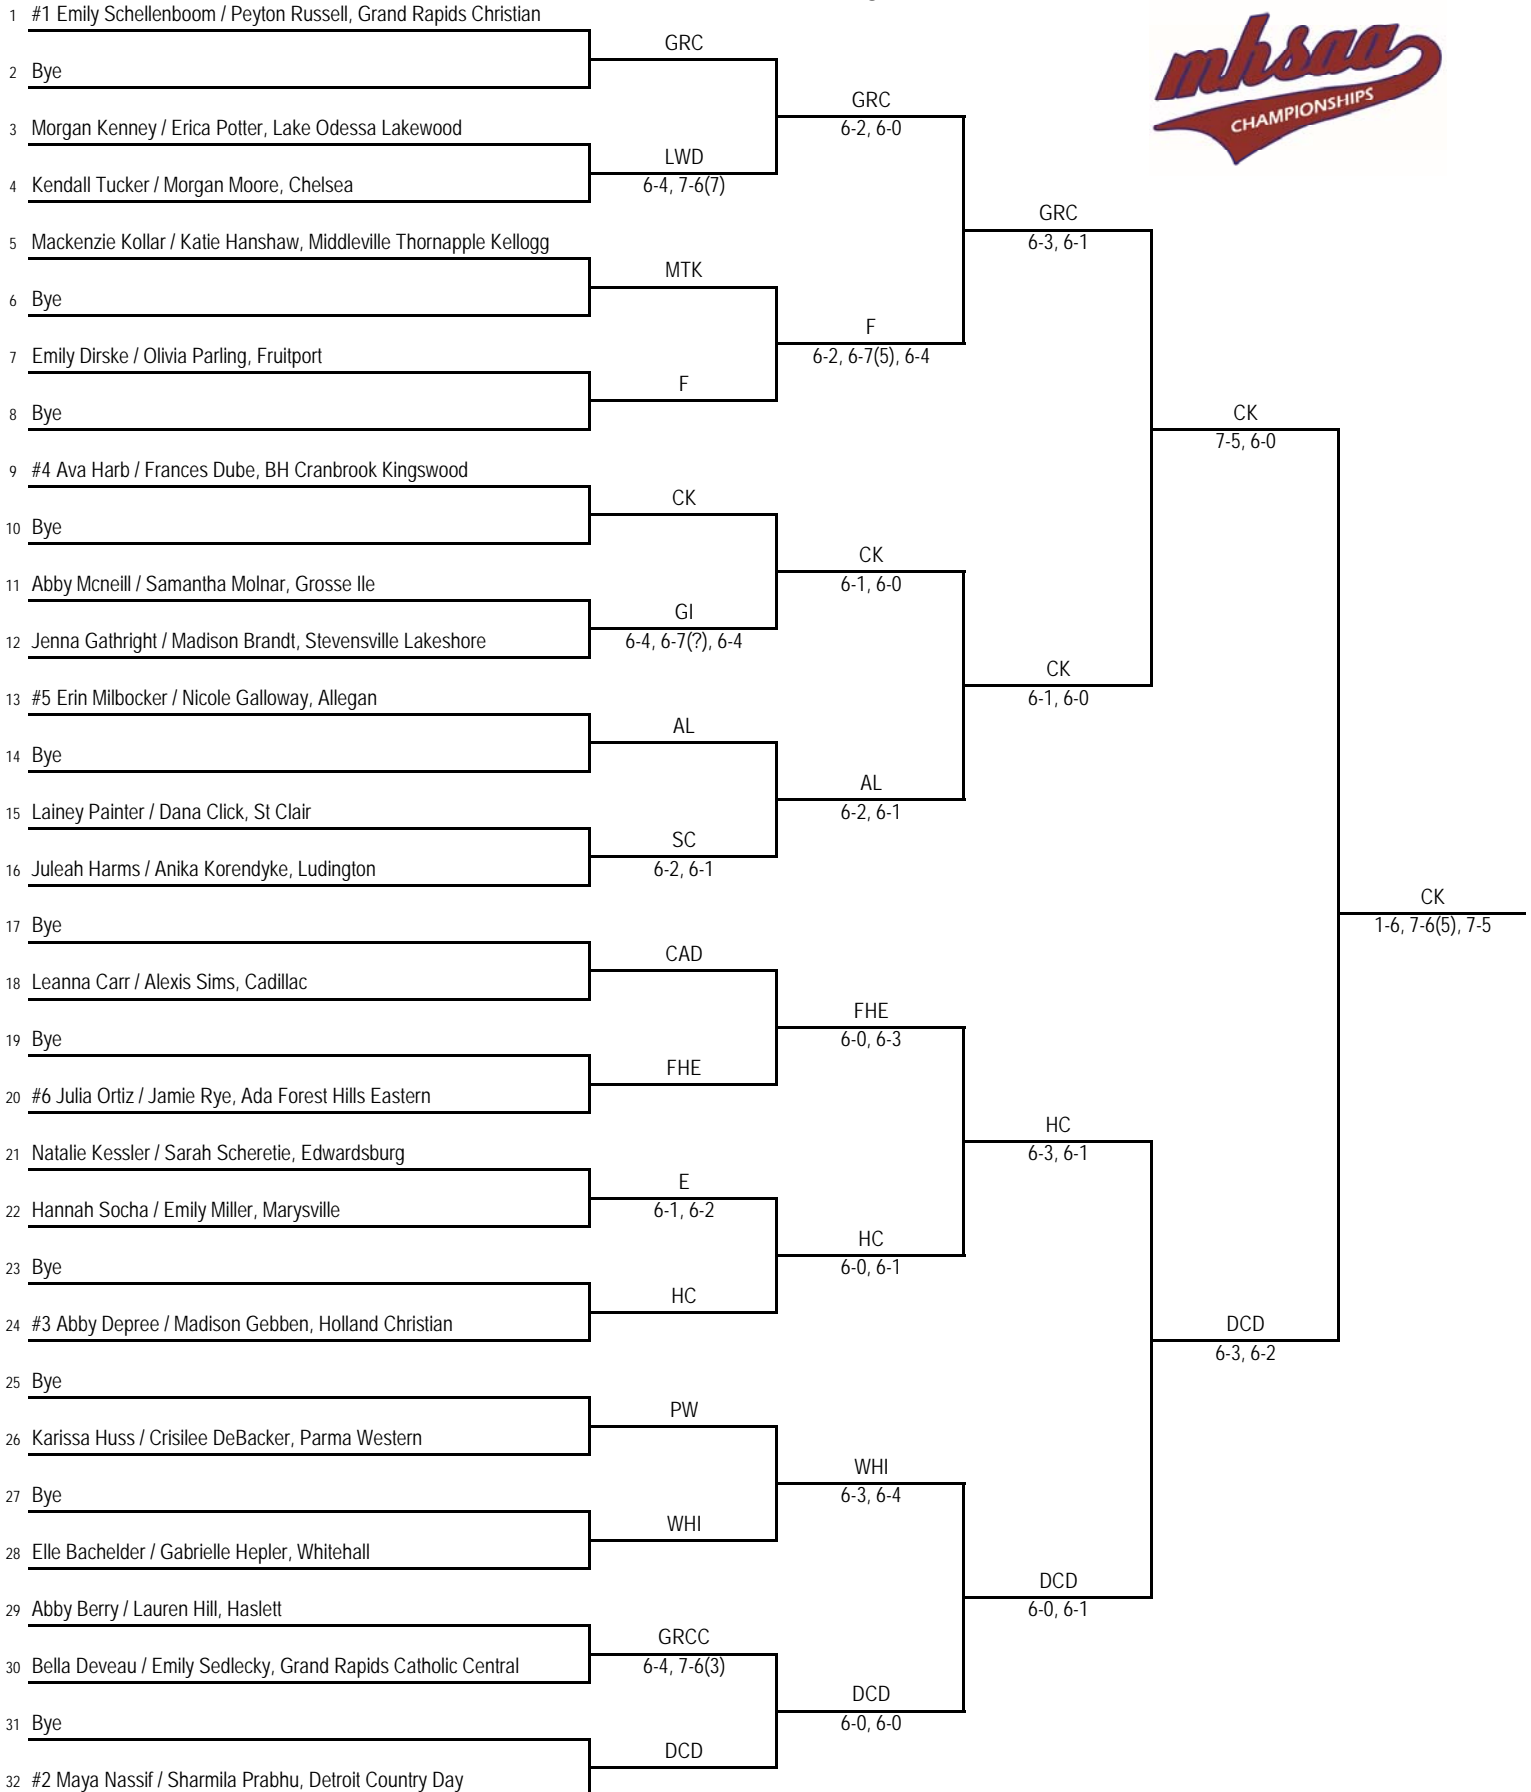 mhsaa
CHAMPIONSHIPS
1 #1 Emily Schellenboom / Peyton Russell, Grand Rapids Christian
GRC
2 Bye
GRC
6-2, 6-0
3 Morgan Kenney / Erica Potter, Lake Odessa Lakewood
LWD
6-4, 7-6(7)
4 Kendall Tucker / Morgan Moore, Chelsea
GRC
6-3, 6-1
5 Mackenzie Kollar / Katie Hanshaw, Middleville Thornapple Kellogg
MTK
6 Bye
F
6-2, 6-7(5), 6-4
7 Emily Dirske / Olivia Parling, Fruitport
F
8 Bye
CK
7-5, 6-0
9 #4 Ava Harb / Frances Dube, BH Cranbrook Kingswood
CK
10 Bye
CK
6-1, 6-0
11 Abby Mcneill / Samantha Molnar, Grosse Ile
GI
6-4, 6-7(?), 6-4
12 Jenna Gathright / Madison Brandt, Stevensville Lakeshore
CK
6-1, 6-0
13 #5 Erin Milbocker / Nicole Galloway, Allegan
AL
14 Bye
AL
6-2, 6-1
15 Lainey Painter / Dana Click, St Clair
SC
6-2, 6-1
16 Juleah Harms / Anika Korendyke, Ludington
CK
1-6, 7-6(5), 7-5
17 Bye
CAD
18 Leanna Carr / Alexis Sims, Cadillac
FHE
6-0, 6-3
19 Bye
FHE
20 #6 Julia Ortiz / Jamie Rye, Ada Forest Hills Eastern
HC
6-3, 6-1
21 Natalie Kessler / Sarah Scheretie, Edwardsburg
E
6-1, 6-2
22 Hannah Socha / Emily Miller, Marysville
HC
6-0, 6-1
23 Bye
HC
24 #3 Abby Depree / Madison Gebben, Holland Christian
DCD
6-3, 6-2
25 Bye
PW
26 Karissa Huss / Crisilee DeBacker, Parma Western
WHI
6-3, 6-4
27 Bye
WHI
28 Elle Bachelder / Gabrielle Hepler, Whitehall
DCD
6-0, 6-1
29 Abby Berry / Lauren Hill, Haslett
GRCC
6-4, 7-6(3)
30 Bella Deveau / Emily Sedlecky, Grand Rapids Catholic Central
DCD
6-0, 6-0
31 Bye
DCD
32 #2 Maya Nassif / Sharmila Prabhu, Detroit Country Day